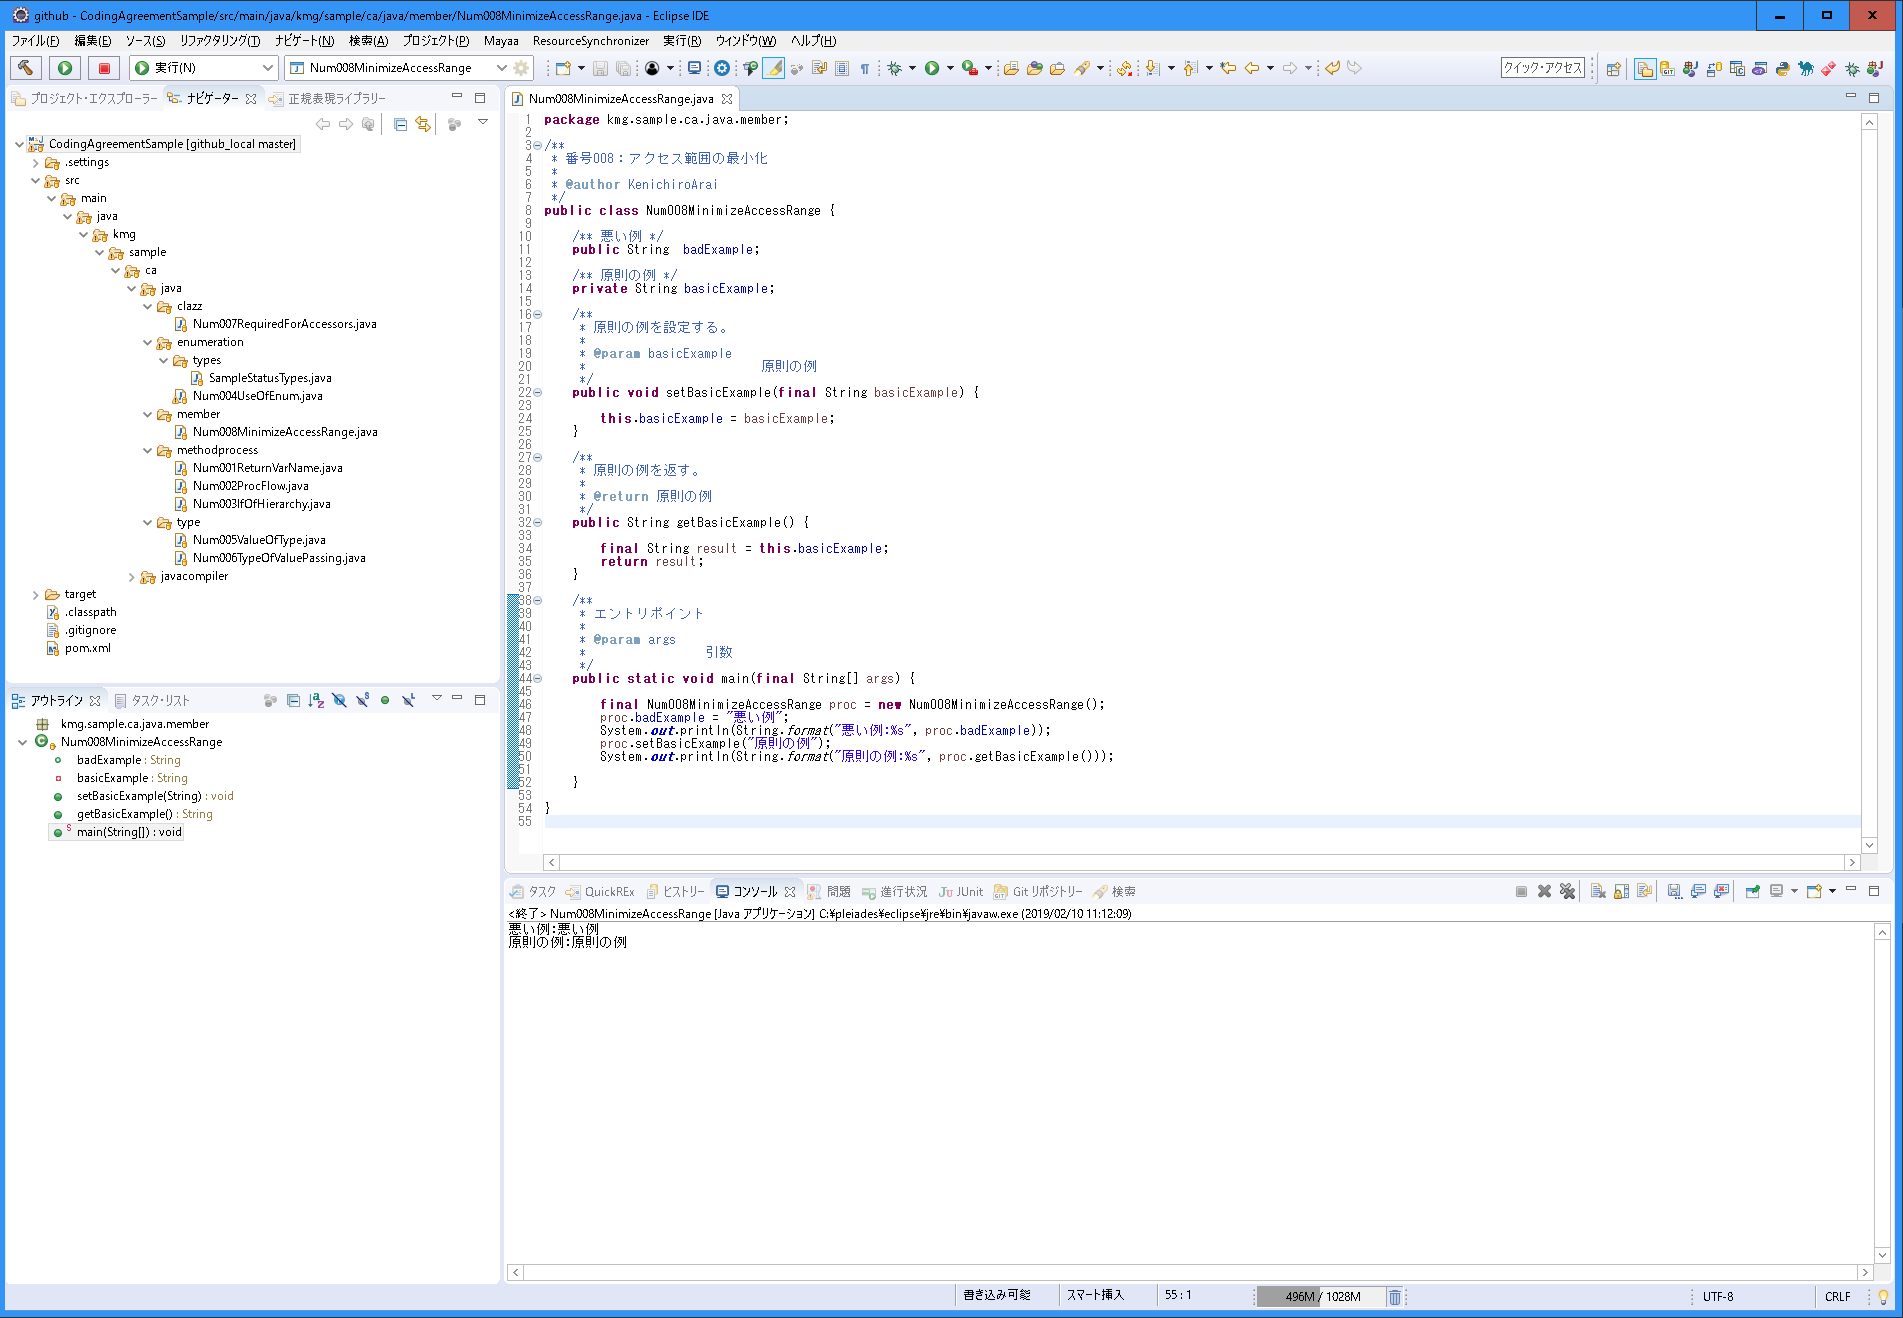 github - CodingAgreementSample/src/main/java/kmg/sample/ca/java/member/Num008MinimizeAccessRange.java - Eclipse IDE
ファイル(F) 編集(E) ソース(S) リファクタリング(T) ナビゲート(N) 検索(A) プロジェクト(P) Mayaa ResourceSynchronizer 実行(R) ウィンドウ(W) ヘルプ(H)
実行(N) Num008MinimizeAccessRange クイック・アクセス
プロジェクト・エクスプローラー ナビゲーター 正規表現ライブラリー
CodingAgreementSample [github_local master]
.settings
src
main
java
kmg
sample
ca
java
clazz
Num007RequiredForAccessors.java
enumeration
types
SampleStatusTypes.java
Num004UseOfEnum.java
member
Num008MinimizeAccessRange.java
methodprocess
Num001ReturnVarName.java
Num002ProcFlow.java
Num003IfOfHierarchy.java
type
Num005ValueOfType.java
Num006TypeOfValuePassing.java
javacompiler
target
.classpath
.gitignore
pom.xml
アウトライン タスク・リスト
kmg.sample.ca.java.member
Num008MinimizeAccessRange
badExample : String
basicExample : String
setBasicExample(String) : void
getBasicExample() : String
main(String[]) : void
Num008MinimizeAccessRange.java
1 package kmg.sample.ca.java.member;
2
3 /**
4  * 番号008：アクセス範囲の最小化
5  *
6  * @author KenichiroArai
7  */
8 public class Num008MinimizeAccessRange {
9
10     /** 悪い例 */
11     public String  badExample;
12
13     /** 原則の例 */
14     private String basicExample;
15
16     /**
17      * 原則の例を設定する。
18      *
19      * @param basicExample
20      *                         原則の例
21      */
22     public void setBasicExample(final String basicExample) {
23
24         this.basicExample = basicExample;
25     }
26
27     /**
28      * 原則の例を返す。
29      *
30      * @return 原則の例
31      */
32     public String getBasicExample() {
33
34         final String result = this.basicExample;
35         return result;
36     }
37
38     /**
39      * エントリポイント
40      *
41      * @param args
42      *                 引数
43      */
44     public static void main(final String[] args) {
45
46         final Num008MinimizeAccessRange proc = new Num008MinimizeAccessRange();
47         proc.badExample = "悪い例";
48         System.out.println(String.format("悪い例:%s", proc.badExample));
49         proc.setBasicExample("原則の例");
50         System.out.println(String.format("原則の例:%s", proc.getBasicExample()));
51
52     }
53
54 }
55
タスク QuickREx ヒストリー コンソール 問題 進行状況 JUnit Git リポジトリー 検索
<終了> Num008MinimizeAccessRange [Java アプリケーション] C:¥pleiades¥eclipse¥jre¥bin¥javaw.exe (2019/02/10 11:12:09)
悪い例:悪い例
原則の例:原則の例
書き込み可能 スマート挿入 55 : 1 496M / 1028M UTF-8 CRLF